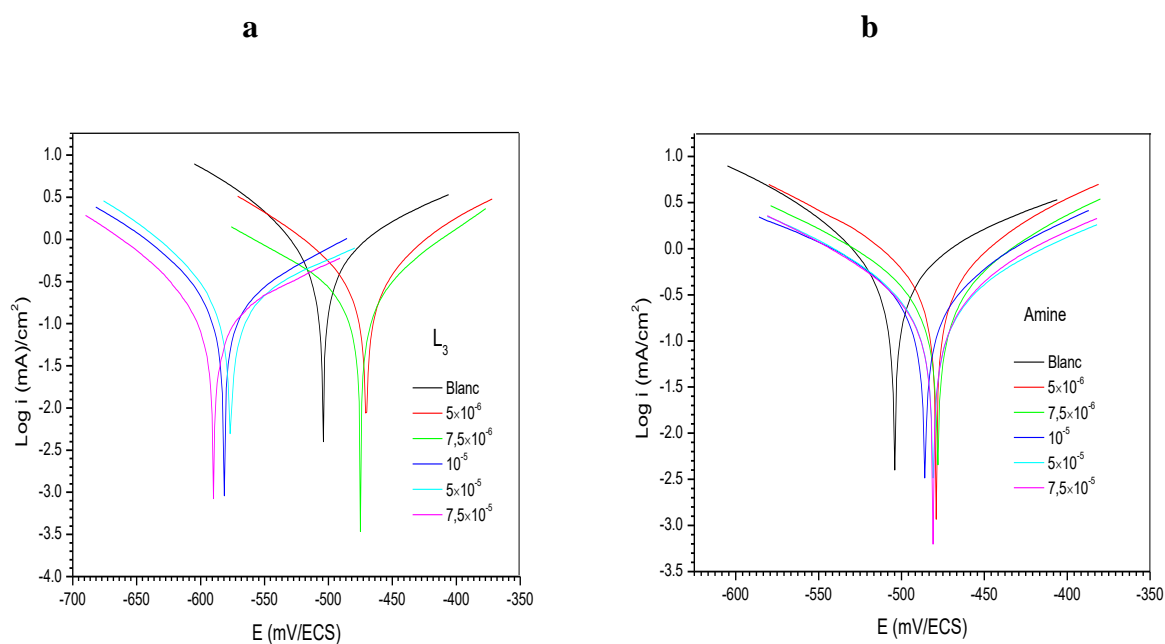 a
b
1.0
0.5
0.0
-0.5
-1.0
-1.5
-2.0
-2.5
-3.0
-3.5
-4.0
Log i (mA)/cm²
L₃
Blanc
5×10⁻⁶
7,5×10⁻⁶
10⁻⁵
5×10⁻⁵
7,5×10⁻⁵
-700 -650 -600 -550 -500 -450 -400 -350
E (mV/ECS)
1.0
0.5
0.0
-0.5
-1.0
-1.5
-2.0
-2.5
-3.0
-3.5
Log i (mA/cm²)
Amine
Blanc
5×10⁻⁶
7,5×10⁻⁶
10⁻⁵
5×10⁻⁵
7,5×10⁻⁵
-600 -550 -500 -450 -400 -350
E (mV/ECS)